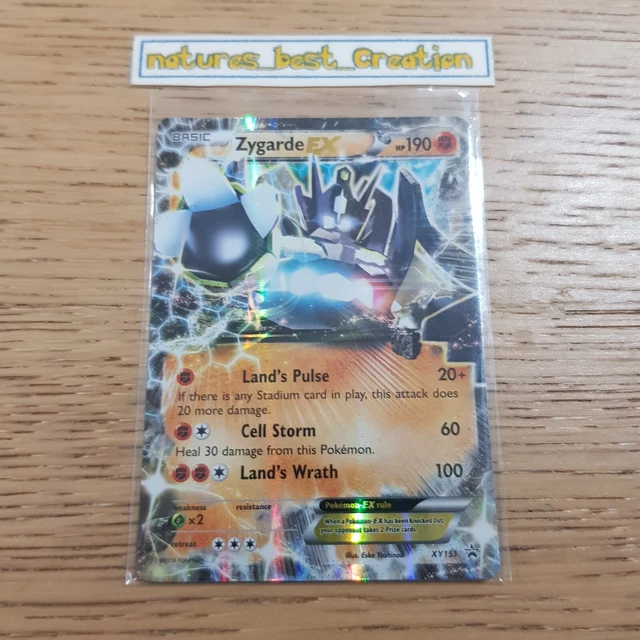 natures_best_Creation
BASIC
Zygarde EX HP190
Land's Pulse 20+
If there is any Stadium card in play, this attack does
20 more damage.
Cell Storm 60
Heal 30 damage from this Pokémon.
Land's Wrath 100
weakness resistance
×2
Pokémon-EX rule
When a Pokémon-EX has been Knocked Out,
your opponent takes 2 Prize cards.
retreat
Illus. Eske Yoshinob XY151